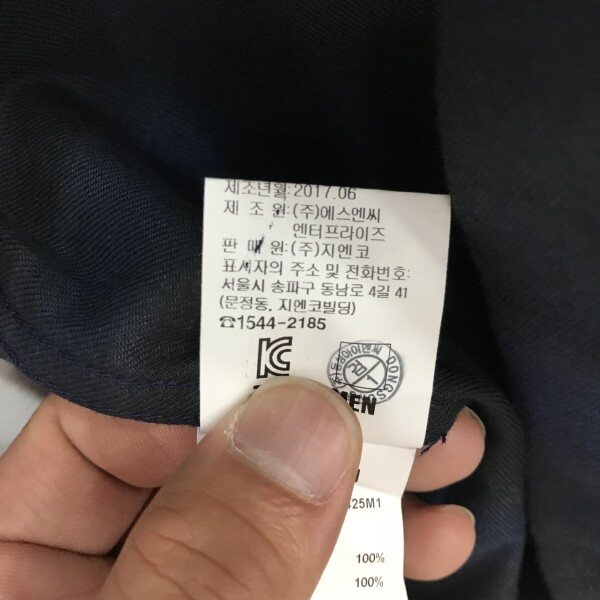 제조년월:2017.06
제 조 원:(주)에스엔씨
엔터프라이즈
판 매 원:(주)지엔코
표시자의 주소 및 전화번호:
서울시 송파구 동남로 4길 41
(문정동, 지엔코빌딩)
☎1544-2185
MEN
25M1
100%
100%